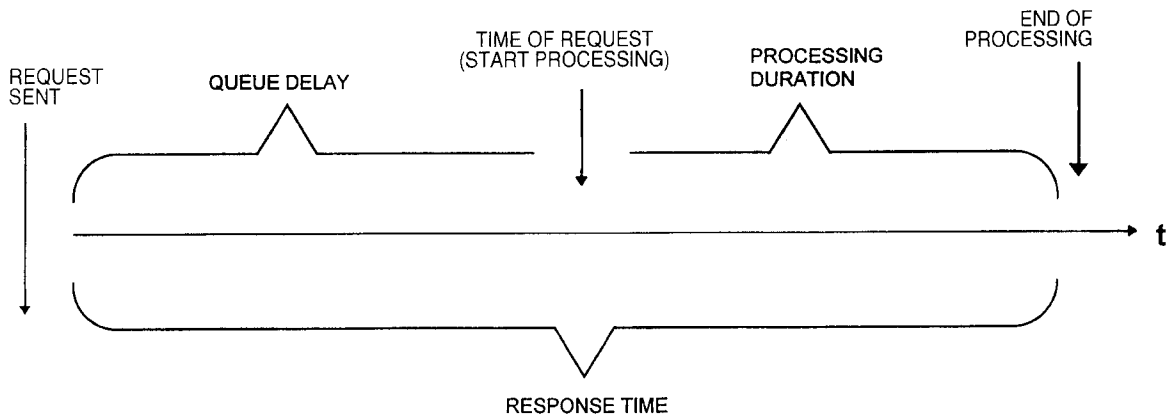 REQUEST
SENT
QUEUE DELAY
TIME OF REQUEST
(START PROCESSING)
PROCESSING
DURATION
END OF
PROCESSING
t
RESPONSE TIME